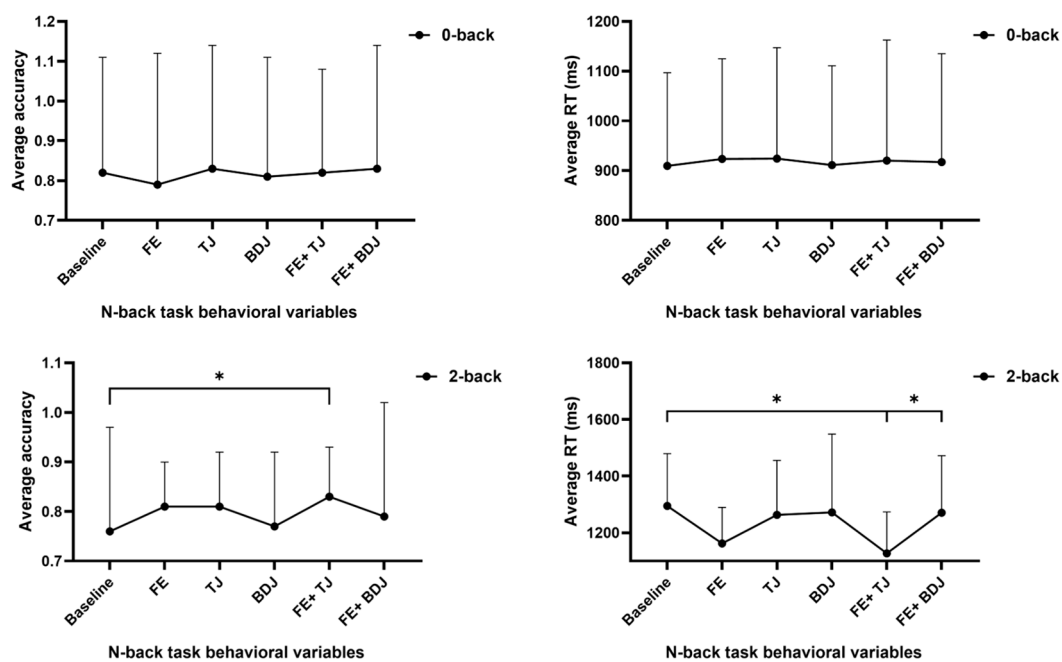 1.2
1.1
1.0
0.9
0.8
0.7
Average accuracy
0-back
Baseline
FE
TJ
BDJ
FE+ TJ
FE+ BDJ
N-back task behavioral variables
1200
1100
1000
900
800
Average RT (ms)
0-back
Baseline
FE
TJ
BDJ
FE+ TJ
FE+ BDJ
N-back task behavioral variables
1.1
1.0
0.9
0.8
0.7
Average accuracy
*
2-back
Baseline
FE
TJ
BDJ
FE+ TJ
FE+ BDJ
N-back task behavioral variables
1800
1600
1400
1200
Average RT (ms)
*
*
2-back
Baseline
FE
TJ
BDJ
FE+ TJ
FE+ BDJ
N-back task behavioral variables